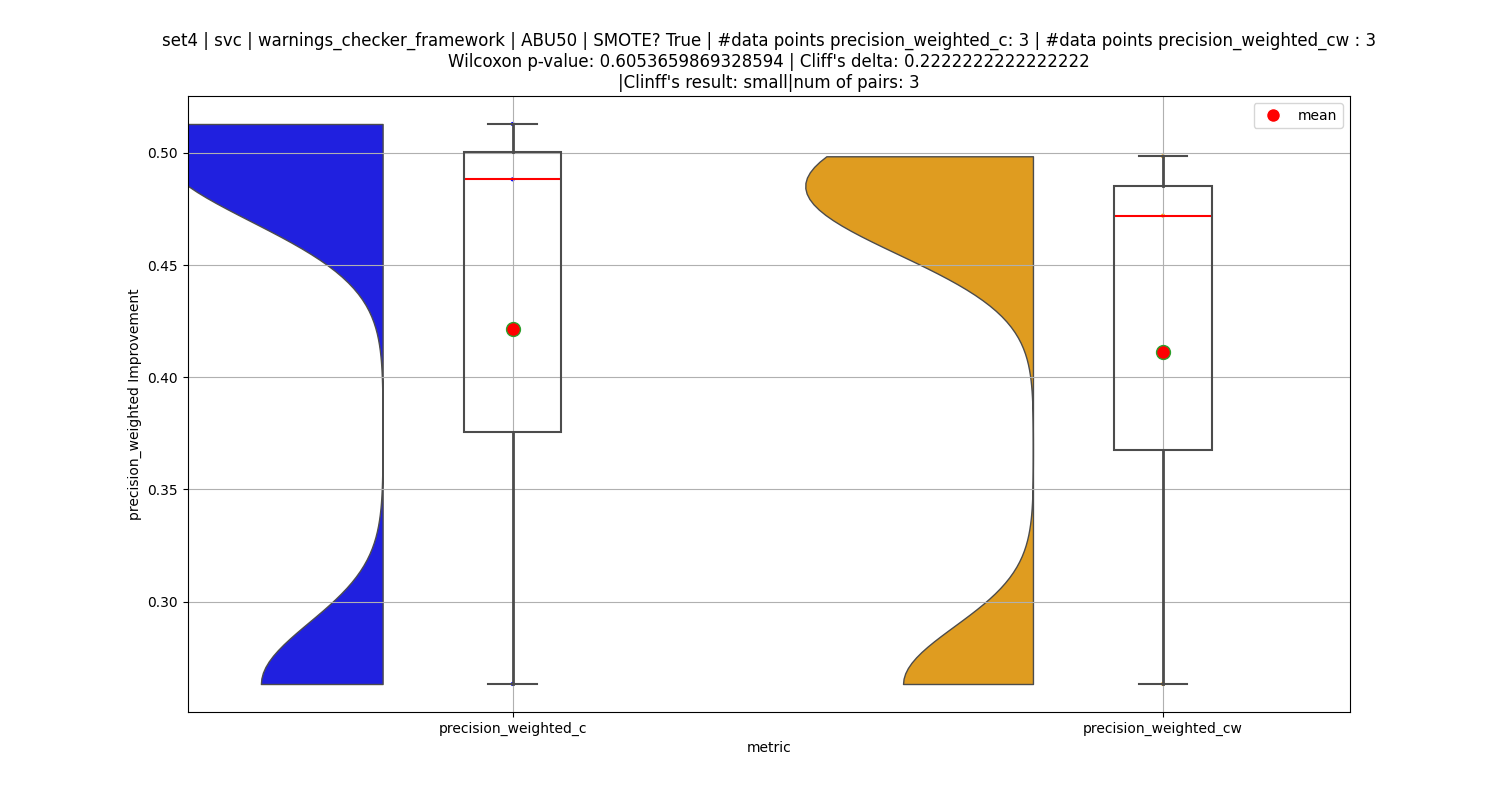 set4 | svc | warnings_checker_framework | ABU50 | SMOTE? True | #data points precision_weighted_c: 3 | #data points precision_weighted_cw : 3
Wilcoxon p-value: 0.6053659869328594 | Cliff's delta: 0.2222222222222222
|Clinff's result: small|num of pairs: 3
mean
0.50
0.45
0.40
0.35
0.30
precision_weighted Improvement
precision_weighted_c
precision_weighted_cw
metric